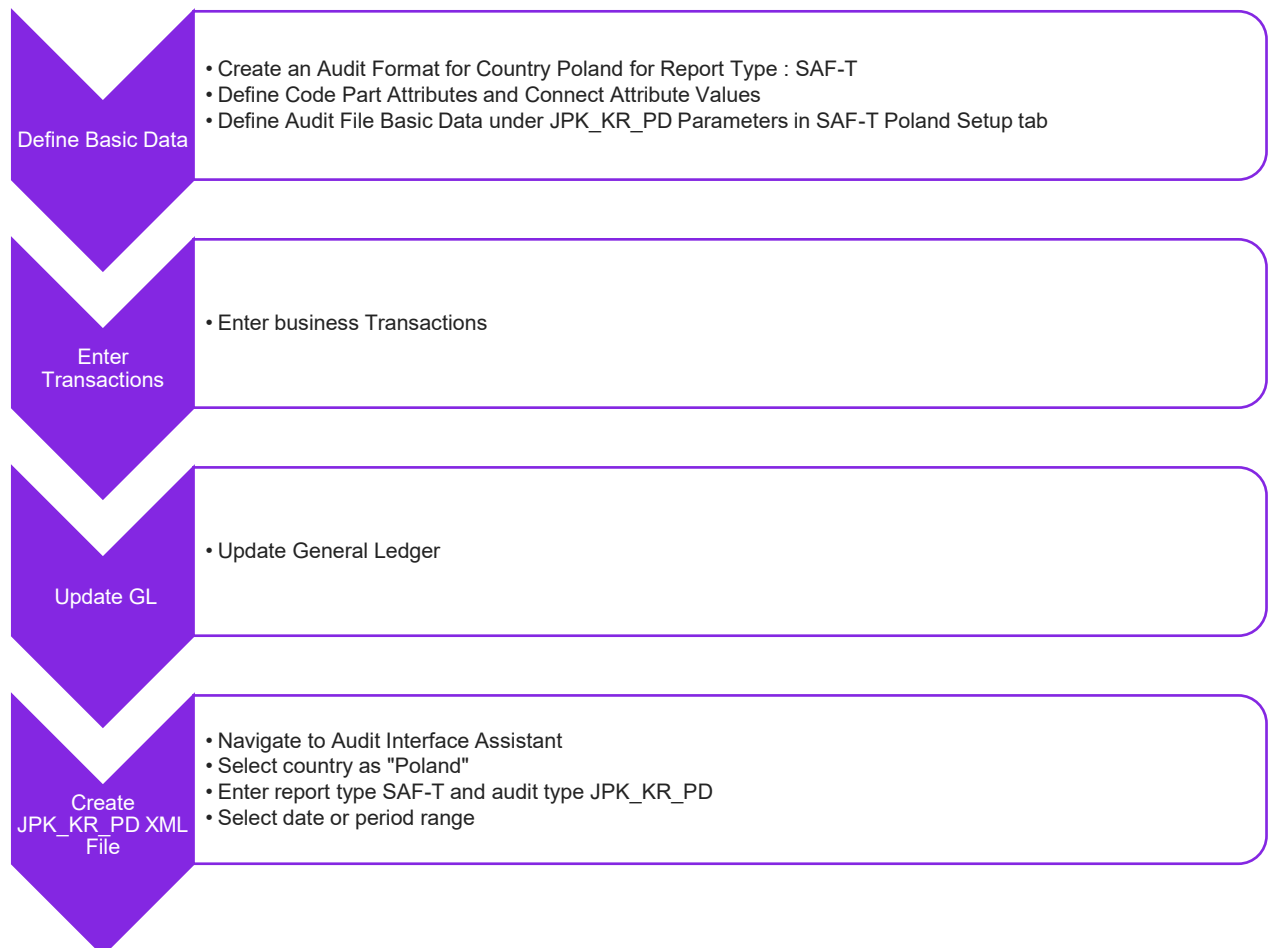 Define Basic Data
• Create an Audit Format for Country Poland for Report Type : SAF-T
• Define Code Part Attributes and Connect Attribute Values
• Define Audit File Basic Data under JPK_KR_PD Parameters in SAF-T Poland Setup tab
Enter
Transactions
• Enter business Transactions
Update GL
• Update General Ledger
Create
JPK_KR_PD XML
File
• Navigate to Audit Interface Assistant
• Select country as "Poland"
• Enter report type SAF-T and audit type JPK_KR_PD
• Select date or period range